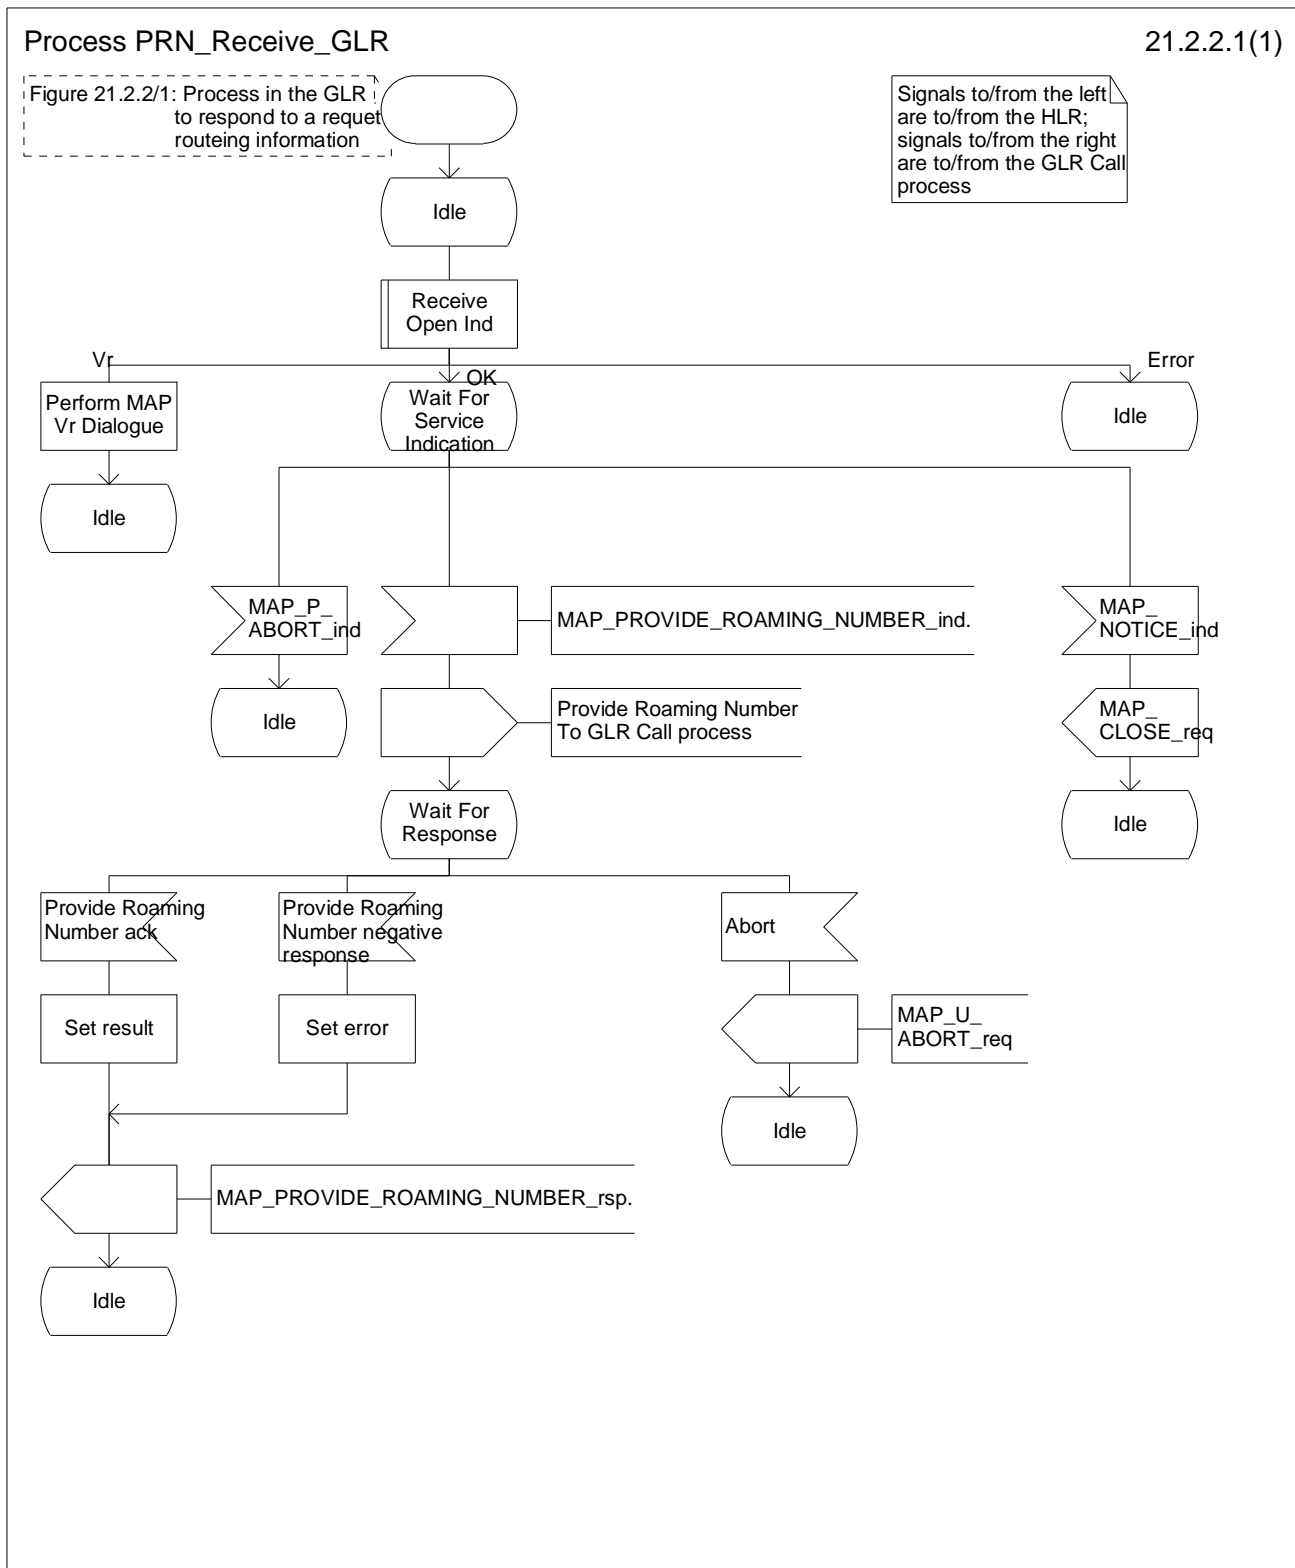 Process PRN_Receive_GLR
21.2.2.1(1)
Figure 21.2.2/1: Process in the GLR
to respond to a requet
routeing information
Signals to/from the left
are to/from the HLR;
signals to/from the right
are to/from the GLR Call
process
Idle
Receive
Open Ind
Vr
OK
Error
Perform MAP
Vr Dialogue
Wait For
Service
Indication
Idle
Idle
MAP_P_
ABORT_ind
MAP_PROVIDE_ROAMING_NUMBER_ind.
MAP_
NOTICE_ind
Idle
Provide Roaming Number
To GLR Call process
MAP_
CLOSE_req
Wait For
Response
Idle
Provide Roaming
Number ack
Provide Roaming
Number negative
response
Abort
Set result
Set error
MAP_U_
ABORT_req
Idle
MAP_PROVIDE_ROAMING_NUMBER_rsp.
Idle